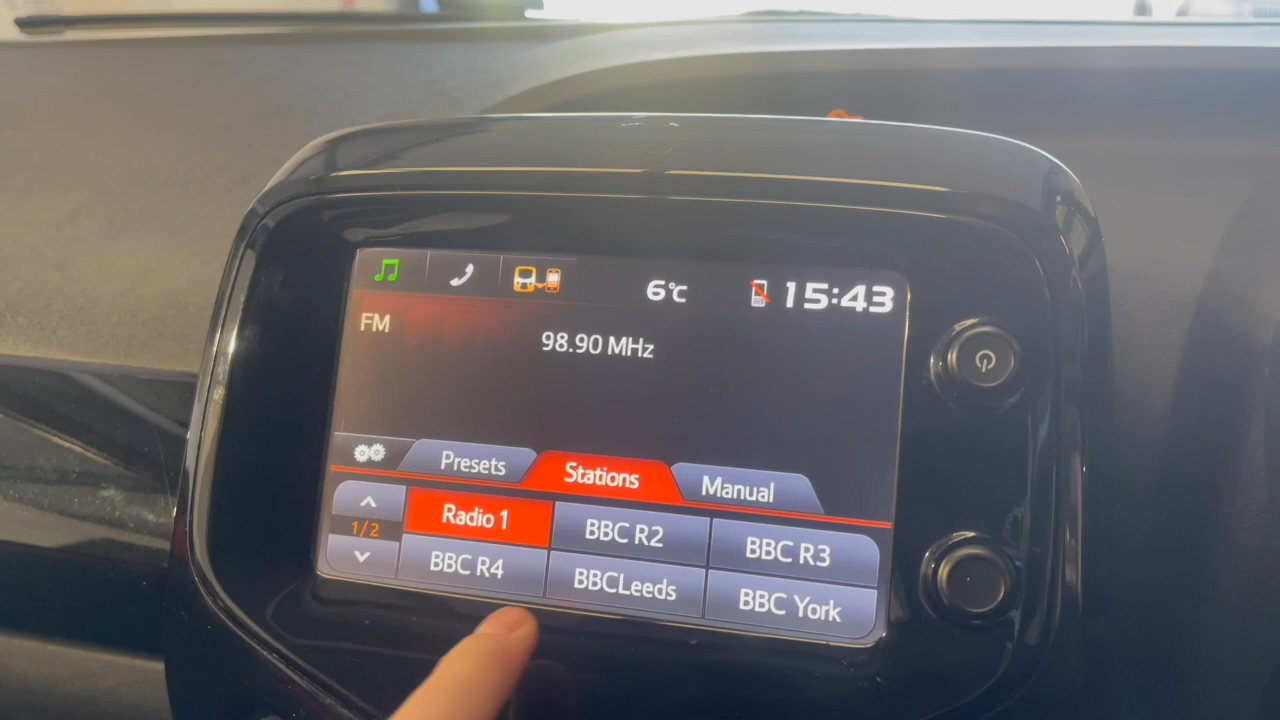 6°C
15:43
FM
98.90 MHz
Presets
Stations
Manual
Radio 1
BBC R2
BBC R3
1/2
BBC R4
BBCLeeds
BBC York